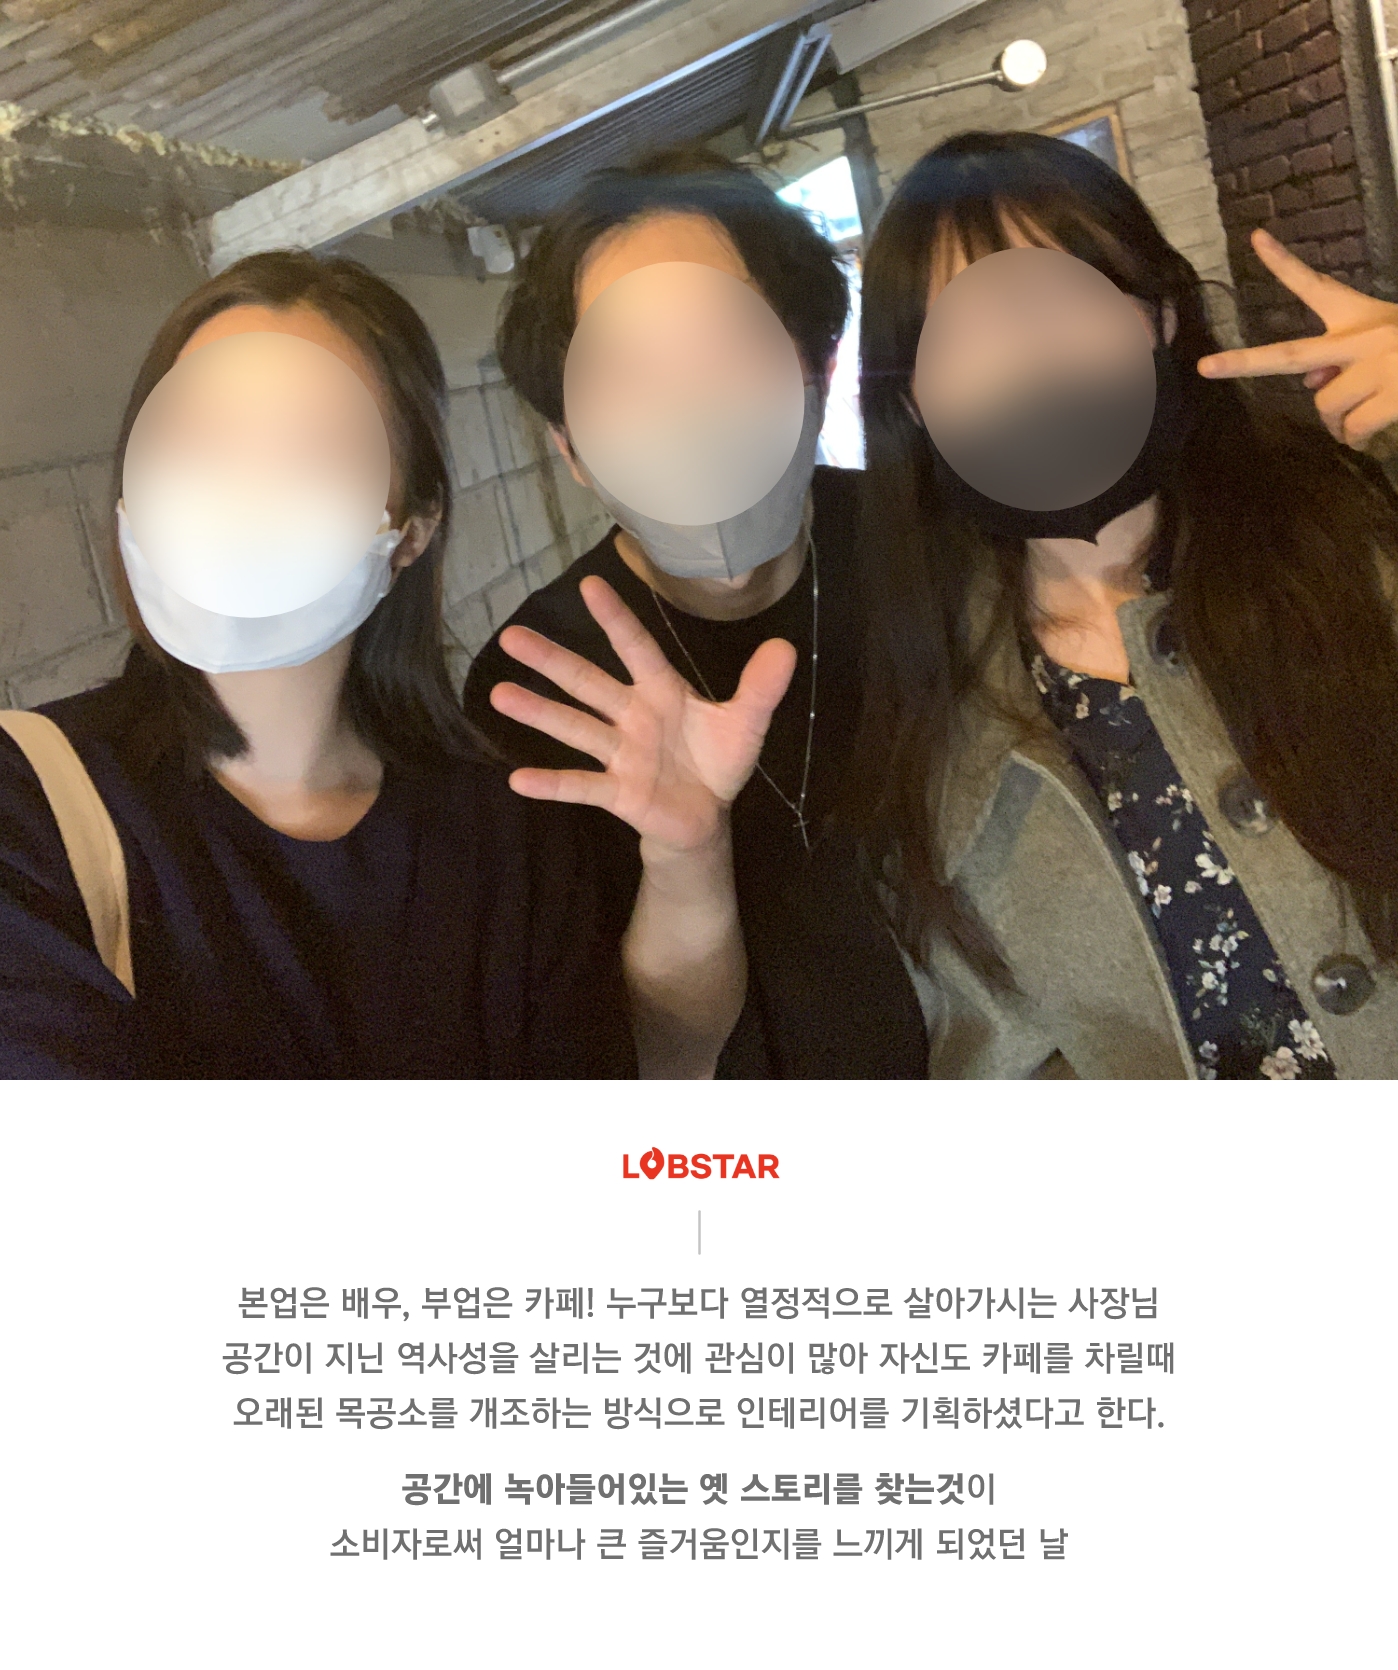 LOBSTAR
본업은 배우, 부업은 카페! 누구보다 열정적으로 살아가시는 사장님
공간이 지닌 역사성을 살리는 것에 관심이 많아 자신도 카페를 차릴때
오래된 목공소를 개조하는 방식으로 인테리어를 기획하셨다고 한다.
공간에 녹아들어있는 옛 스토리를 찾는것이
소비자로써 얼마나 큰 즐거움인지를 느끼게 되었던 날